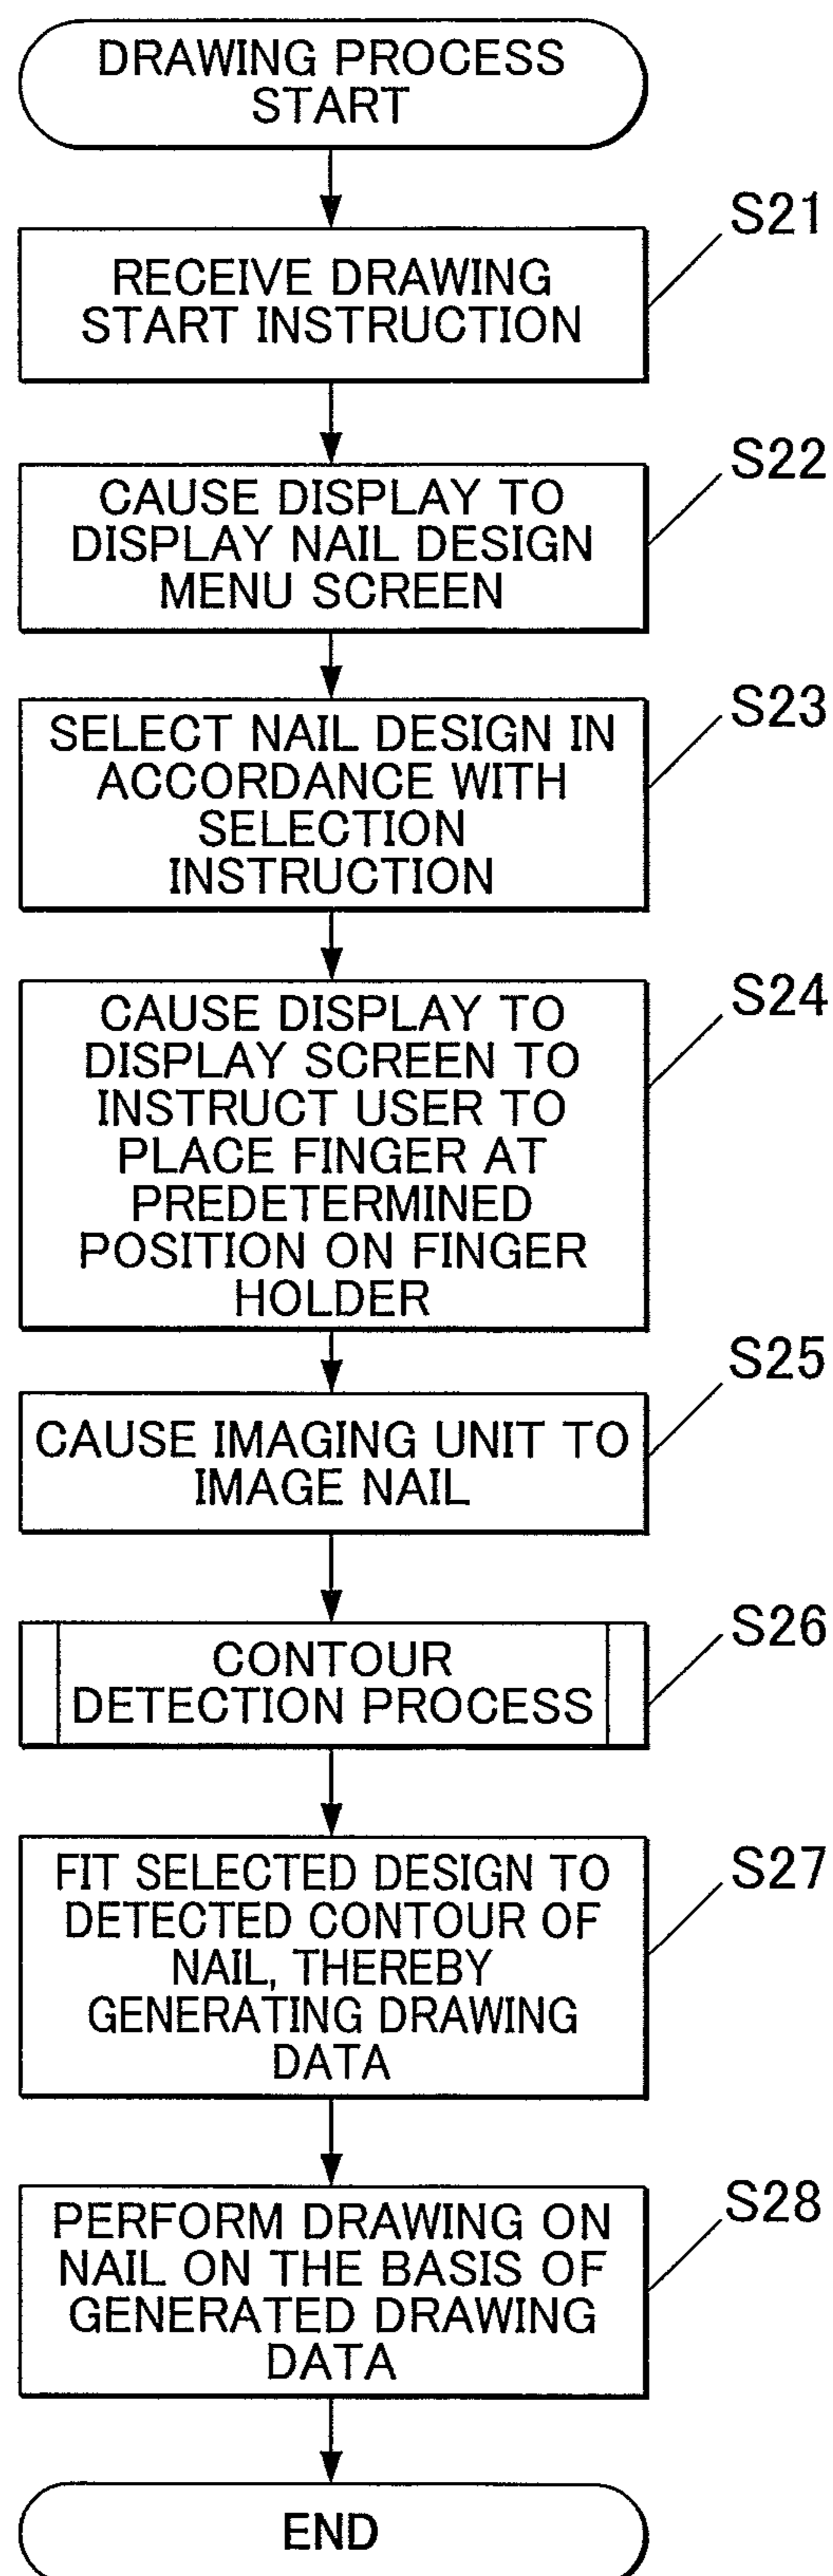 DRAWING PROCESS
START
S21
RECEIVE DRAWING
START INSTRUCTION
S22
CAUSE DISPLAY TO
DISPLAY NAIL DESIGN
MENU SCREEN
S23
SELECT NAIL DESIGN IN
ACCORDANCE WITH
SELECTION
INSTRUCTION
S24
CAUSE DISPLAY TO
DISPLAY SCREEN TO
INSTRUCT USER TO
PLACE FINGER AT
PREDETERMINED
POSITION ON FINGER
HOLDER
S25
CAUSE IMAGING UNIT TO
IMAGE NAIL
S26
CONTOUR
DETECTION PROCESS
S27
FIT SELECTED DESIGN TO
DETECTED CONTOUR OF
NAIL, THEREBY
GENERATING DRAWING
DATA
S28
PERFORM DRAWING ON
NAIL ON THE BASIS OF
GENERATED DRAWING
DATA
END